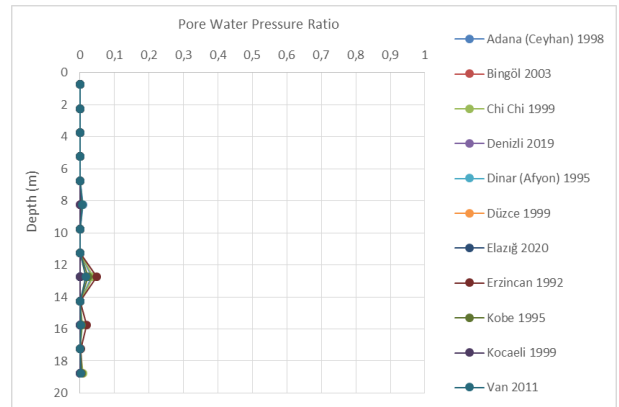 Pore Water Pressure Ratio
0 0,1 0,2 0,3 0,4 0,5 0,6 0,7 0,8 0,9 1
0
2
4
6
8
10
12
14
16
18
20
Depth (m)
Adana (Ceyhan) 1998
Bingöl 2003
Chi Chi 1999
Denizli 2019
Dinar (Afyon) 1995
Düzce 1999
Elazığ 2020
Erzincan 1992
Kobe 1995
Kocaeli 1999
Van 2011